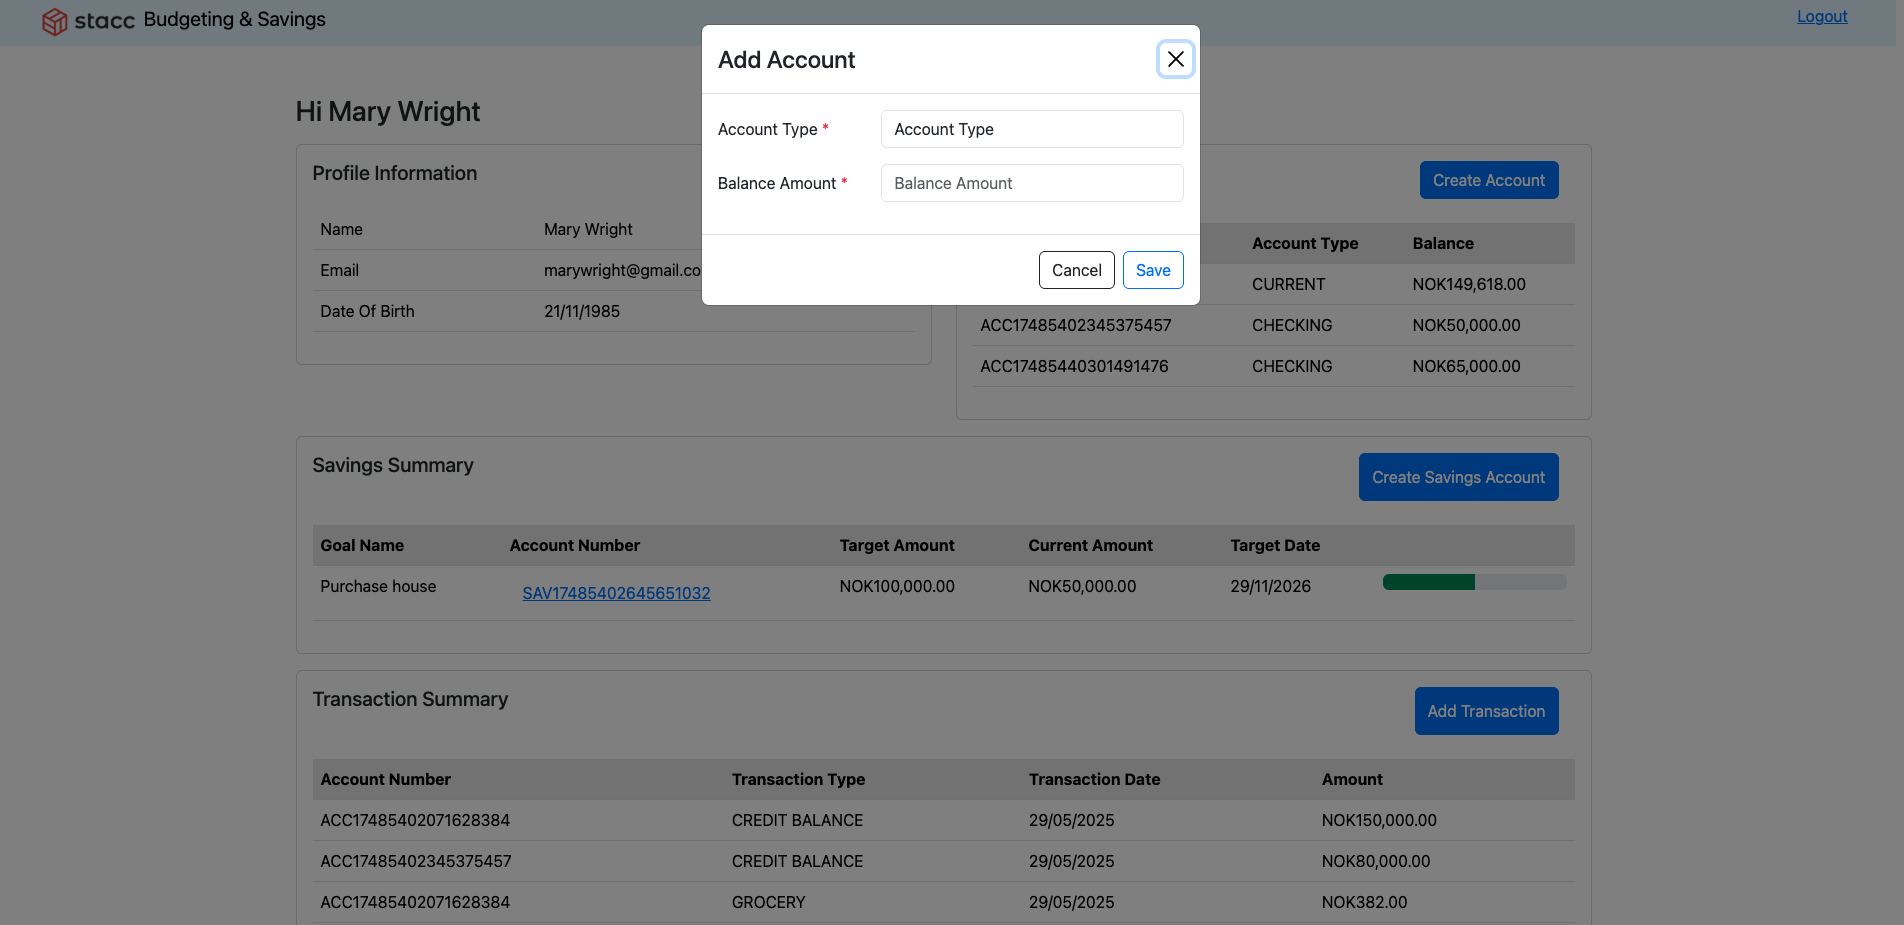 stacc Budgeting & Savings
Logout
Add Account
Account Type *
Account Type
Balance Amount *
Balance Amount
Cancel
Save
Hi Mary Wright
Profile Information
Name Mary Wright
Email marywright@gmail.co
Date Of Birth 21/11/1985
Create Account
Account Type Balance
CURRENT NOK149,618.00
ACC17485402345375457 CHECKING NOK50,000.00
ACC17485440301491476 CHECKING NOK65,000.00
Savings Summary
Create Savings Account
Goal Name Account Number Target Amount Current Amount Target Date
Purchase house SAV17485402645651032 NOK100,000.00 NOK50,000.00 29/11/2026
Transaction Summary
Add Transaction
Account Number Transaction Type Transaction Date Amount
ACC17485402071628384 CREDIT BALANCE 29/05/2025 NOK150,000.00
ACC17485402345375457 CREDIT BALANCE 29/05/2025 NOK80,000.00
ACC17485402071628384 GROCERY 29/05/2025 NOK382.00